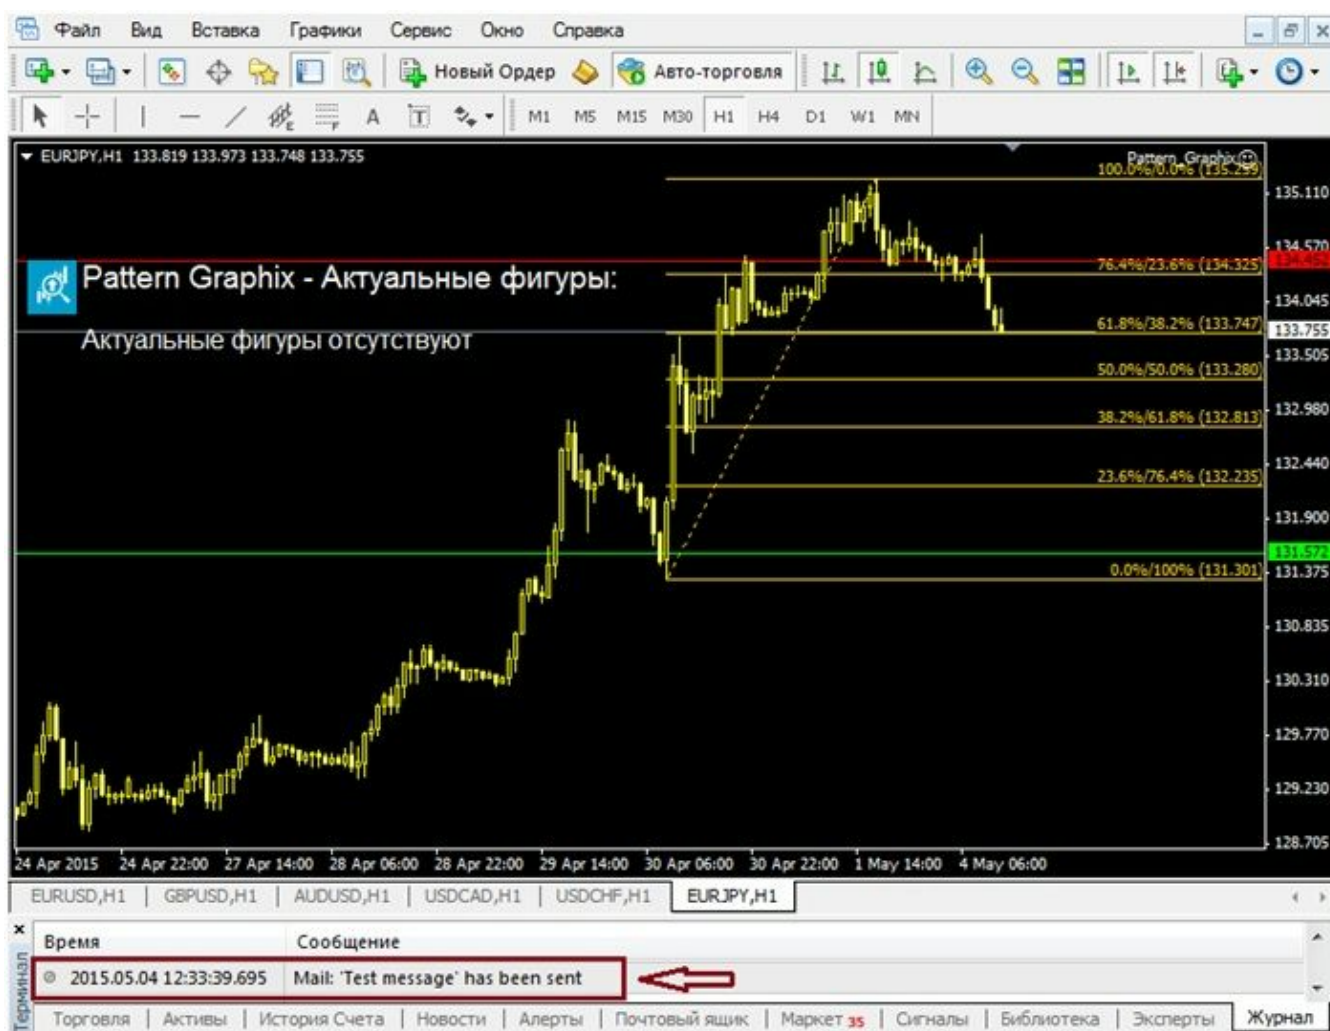 Файл Вид Вставка Графики Сервис Окно Справка
Новый Ордер Авто-торговля
A T M1 M5 M15 M30 H1 H4 D1 W1 MN
EURJPY,H1 133.819 133.973 133.748 133.755
Pattern_Graphix
100.0%/0.0% (135.259)
135.110
134.570
134.452
76.4%/23.6% (134.325)
Pattern Graphix - Актуальные фигуры:
134.045
61.8%/38.2% (133.747)
133.755
Актуальные фигуры отсутствуют
133.505
50.0%/50.0% (133.280)
132.980
38.2%/61.8% (132.813)
132.440
23.6%/76.4% (132.235)
131.900
131.572
131.375
0.0%/100% (131.301)
130.835
130.310
129.770
129.230
128.705
24 Apr 2015 24 Apr 22:00 27 Apr 14:00 28 Apr 06:00 28 Apr 22:00 29 Apr 14:00 30 Apr 06:00 30 Apr 22:00 1 May 14:00 4 May 06:00
EURUSD,H1 GBPUSD,H1 AUDUSD,H1 USDCAD,H1 USDCHF,H1 EURJPY,H1
Время Сообщение
2015.05.04 12:33:39.695 Mail: 'Test message' has been sent
Терминал
Торговля Активы История Счета Новости Алерты Почтовый ящик Маркет 35 Сигналы Библиотека Эксперты Журнал